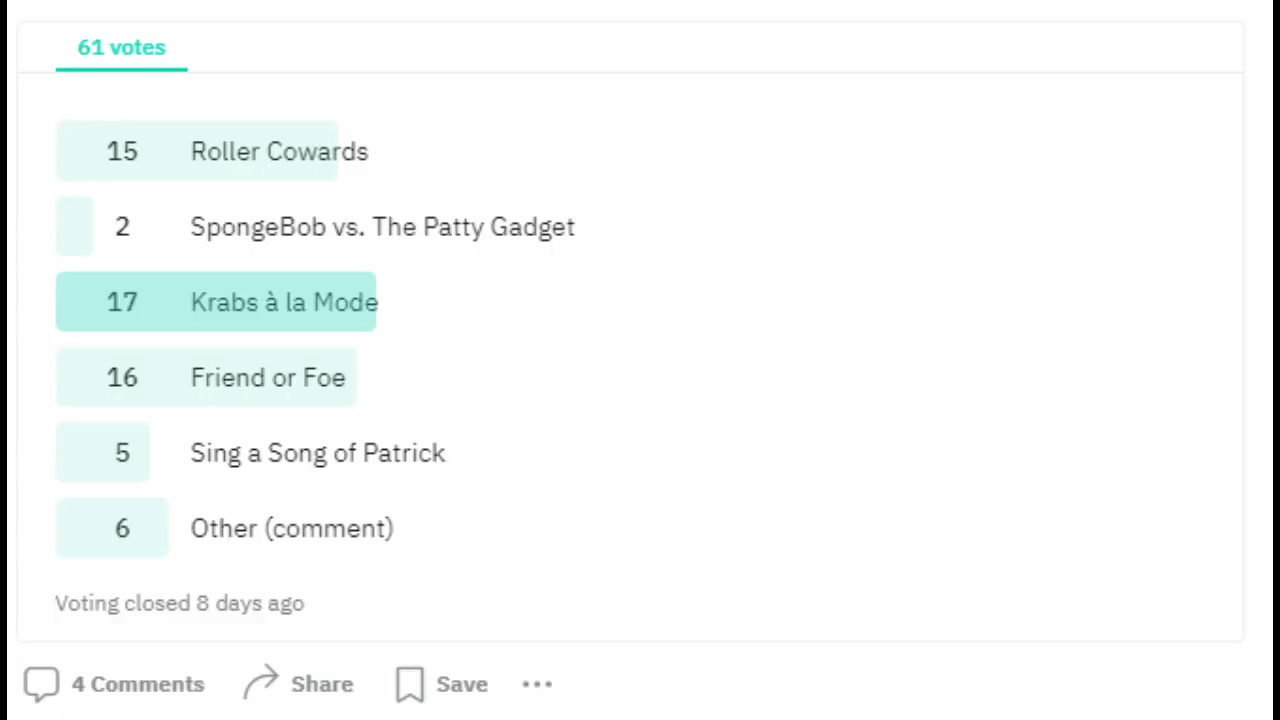 61 votes
15 Roller Cowards
2 SpongeBob vs. The Patty Gadget
17 Krabs à la Mode
16 Friend or Foe
5 Sing a Song of Patrick
6 Other (comment)
Voting closed 8 days ago
4 Comments Share Save